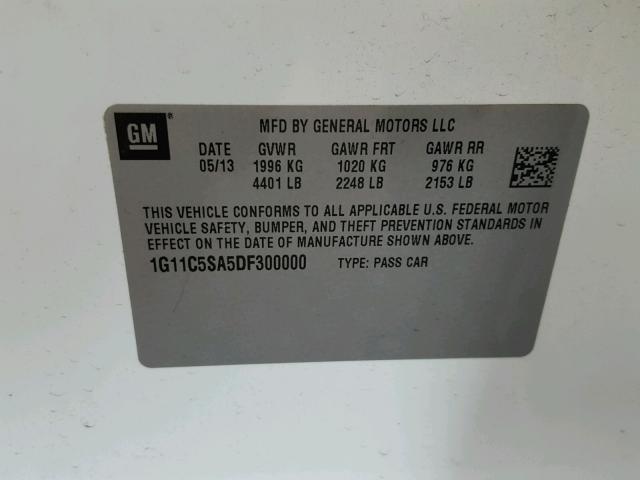 GM®
MFD BY GENERAL MOTORS LLC
DATE GVWR GAWR FRT GAWR RR
05/13 1996 KG 1020 KG 976 KG
4401 LB 2248 LB 2153 LB
THIS VEHICLE CONFORMS TO ALL APPLICABLE U.S. FEDERAL MOTOR
VEHICLE SAFETY, BUMPER, AND THEFT PREVENTION STANDARDS IN
EFFECT ON THE DATE OF MANUFACTURE SHOWN ABOVE.
1G11C5SA5DF300000 TYPE: PASS CAR